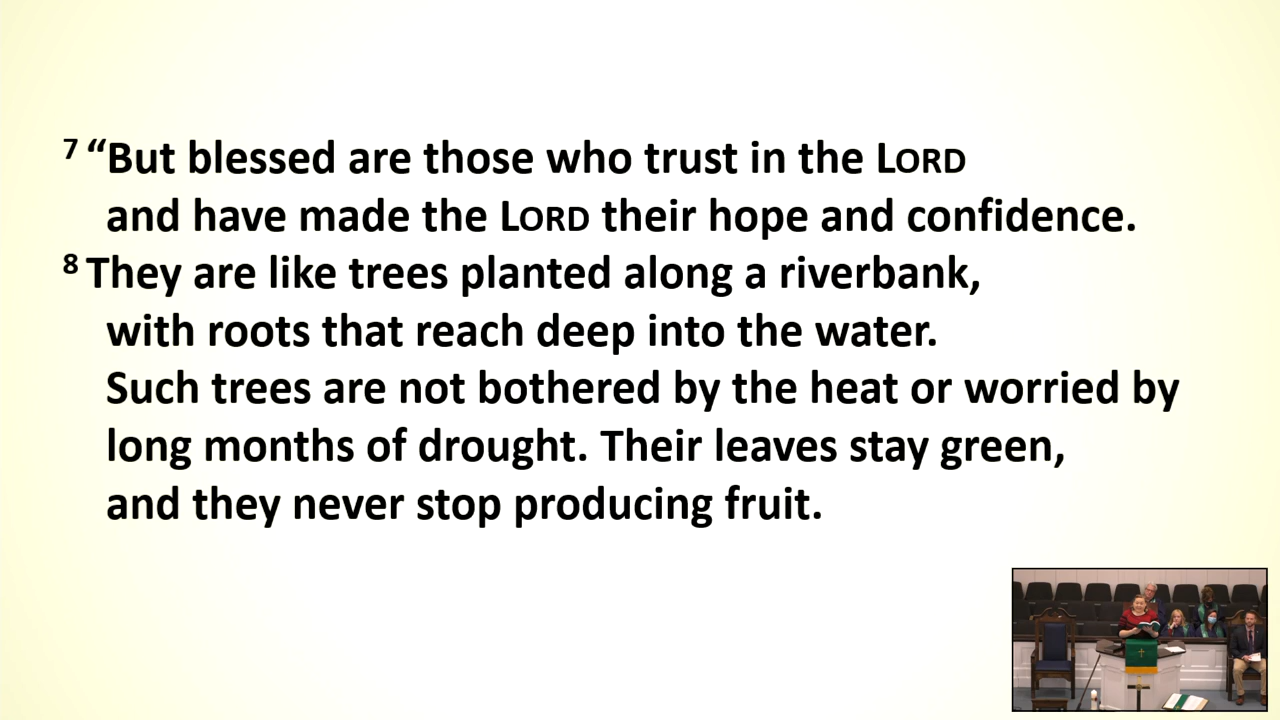 7 “But blessed are those who trust in the LORD
and have made the LORD their hope and confidence.
8 They are like trees planted along a riverbank,
with roots that reach deep into the water.
Such trees are not bothered by the heat or worried by
long months of drought. Their leaves stay green,
and they never stop producing fruit.